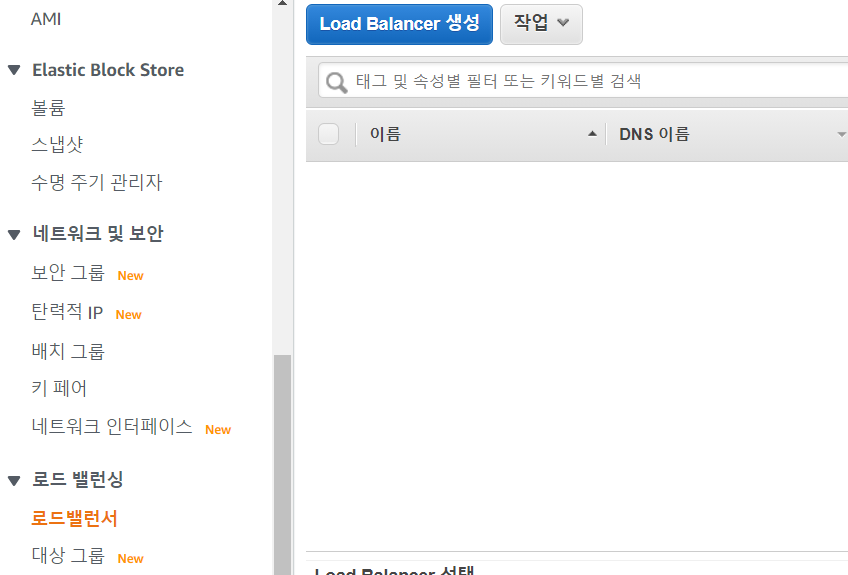 AMI
Elastic Block Store
볼륨
스냅샷
수명 주기 관리자
네트워크 및 보안
보안 그룹 New
탄력적 IP New
배치 그룹
키 페어
네트워크 인터페이스 New
로드 밸런싱
로드밸런서
대상 그룹 New
Load Balancer 생성 작업
태그 및 속성별 필터 또는 키워드별 검색
이름 DNS 이름
Load Balancer 선택